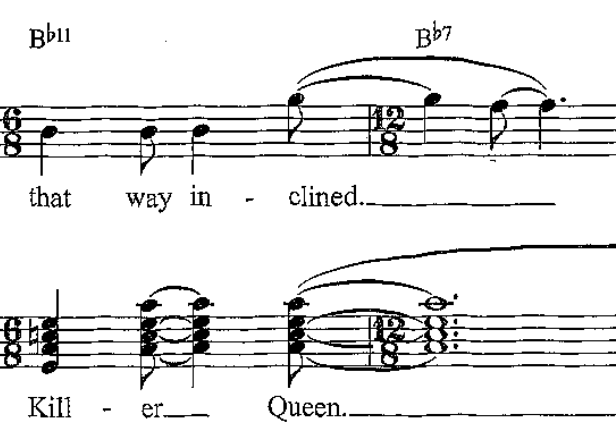 B♭11 B♭7
6 8 12 8
that way in - clined.
6 8 12 8
Kill - er Queen.